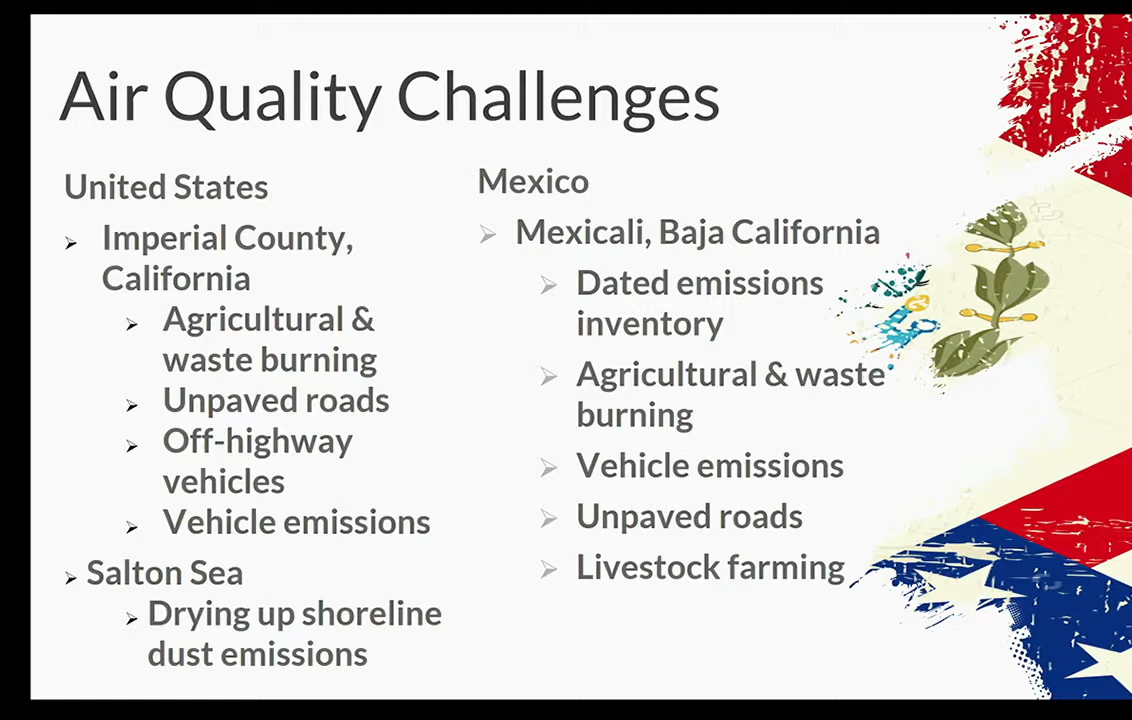 Air Quality Challenges
United States
Imperial County,
California
Agricultural &
waste burning
Unpaved roads
Off-highway
vehicles
Vehicle emissions
Salton Sea
Drying up shoreline
dust emissions
Mexico
Mexicali, Baja California
Dated emissions
inventory
Agricultural & waste
burning
Vehicle emissions
Unpaved roads
Livestock farming